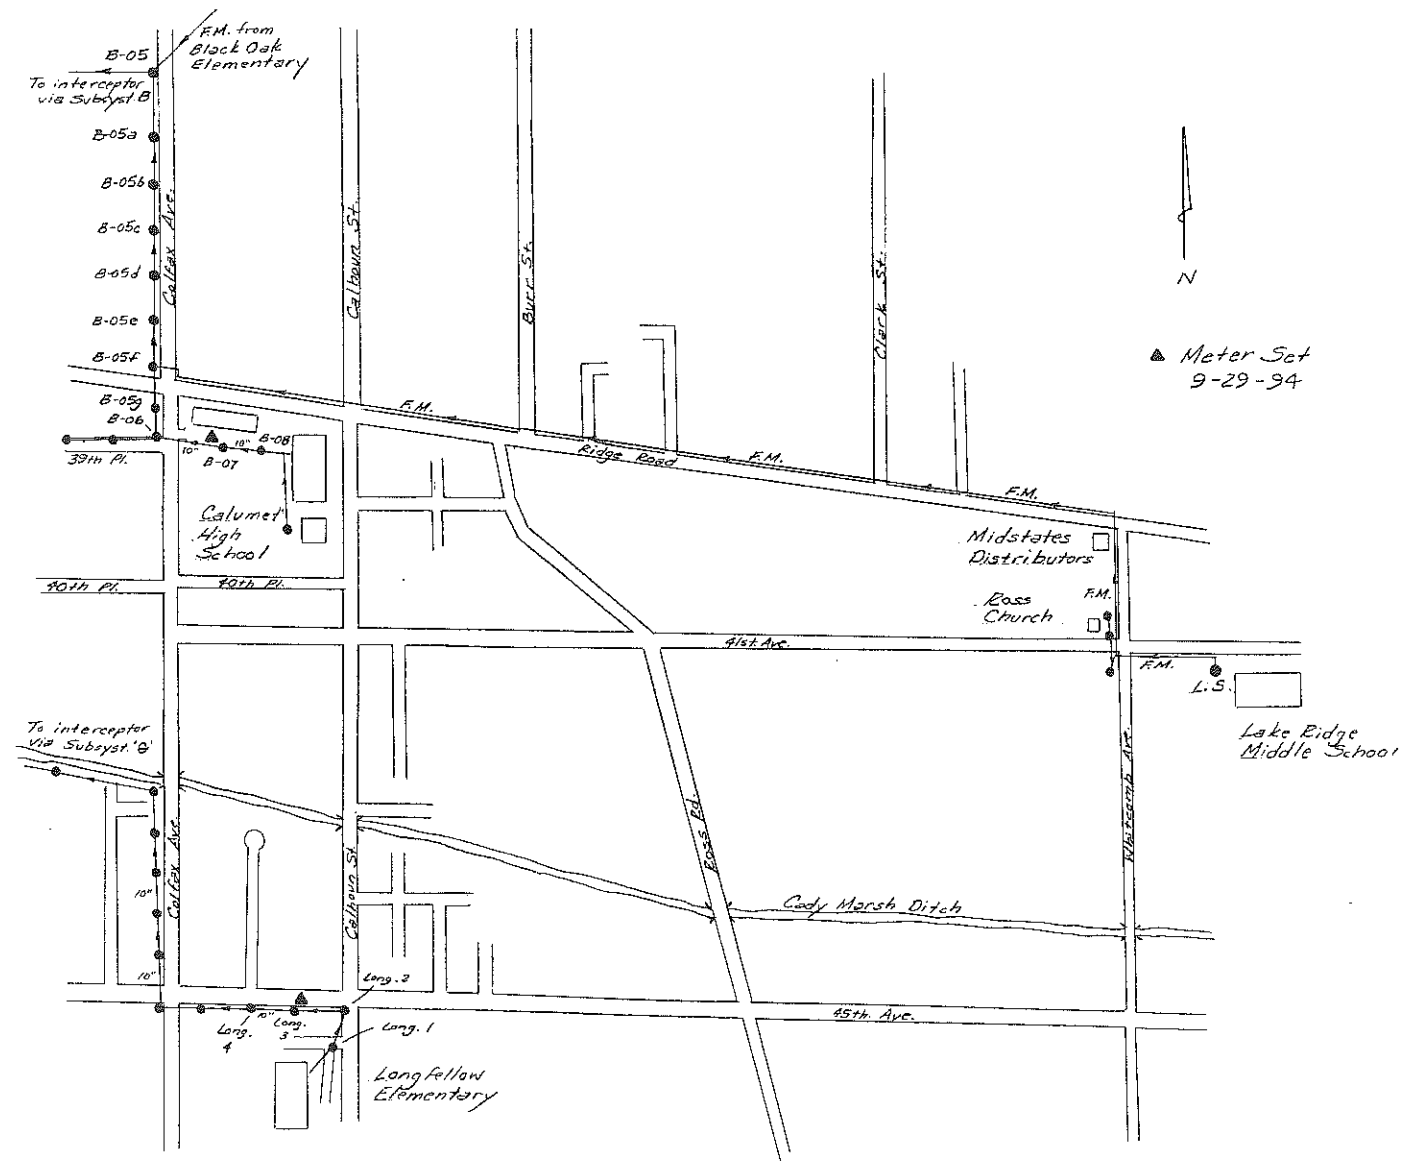 F.M. from
Black Oak
Elementary
B-05
To interceptor
via Subsyst. B
B-05a
B-05b
B-05c
B-05d
B-05e
B-05f
B-05g
B-06
Colfax Ave.
Calhoun St.
Burr St.
Clark St.
N
▲ Meter Set
9-29-94
F.M.
Ridge Road
F.M.
F.M.
10"
10"
B-08
B-07
39th Pl.
Calumet
High
School
Midstates
Distributors
F.M.
Ross
Church
40th Pl.
40th Pl.
41st. Ave.
F.M.
L.S.
Lake Ridge
Middle School
To interceptor
via Subsyst. 'G'
Colfax Ave.
Calhoun St.
Ross Rd.
Whitcomb Ave.
10"
Cady Marsh Ditch
10"
Long. 2
10"
Long.
4
Long.
3
Long. 1
45th. Ave.
Longfellow
Elementary